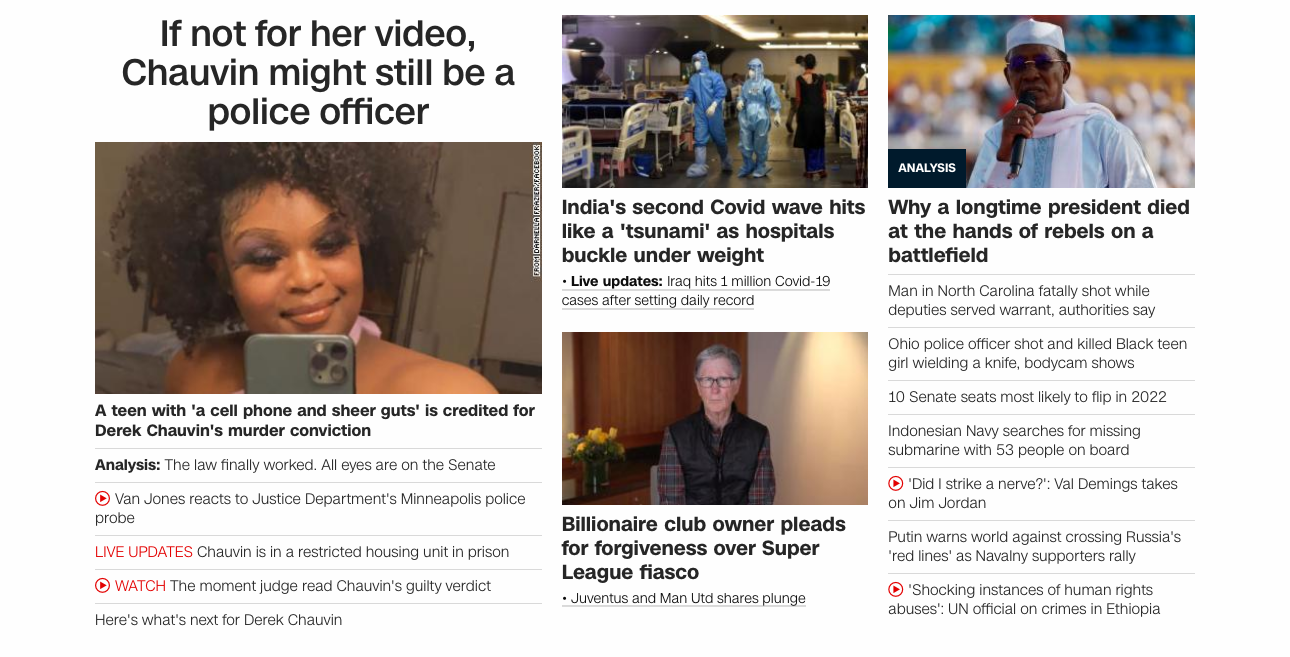 If not for her video,
Chauvin might still be a
police officer
FROM DARNELLA FRAZIER/FACEBOOK
A teen with 'a cell phone and sheer guts' is credited for
Derek Chauvin's murder conviction
Analysis: The law finally worked. All eyes are on the Senate
Van Jones reacts to Justice Department's Minneapolis police
probe
LIVE UPDATES Chauvin is in a restricted housing unit in prison
WATCH The moment judge read Chauvin's guilty verdict
Here's what's next for Derek Chauvin
India's second Covid wave hits
like a 'tsunami' as hospitals
buckle under weight
• Live updates: Iraq hits 1 million Covid-19
cases after setting daily record
Billionaire club owner pleads
for forgiveness over Super
League fiasco
• Juventus and Man Utd shares plunge
ANALYSIS
Why a longtime president died
at the hands of rebels on a
battlefield
Man in North Carolina fatally shot while
deputies served warrant, authorities say
Ohio police officer shot and killed Black teen
girl wielding a knife, bodycam shows
10 Senate seats most likely to flip in 2022
Indonesian Navy searches for missing
submarine with 53 people on board
'Did I strike a nerve?': Val Demings takes
on Jim Jordan
Putin warns world against crossing Russia's
'red lines' as Navalny supporters rally
'Shocking instances of human rights
abuses': UN official on crimes in Ethiopia